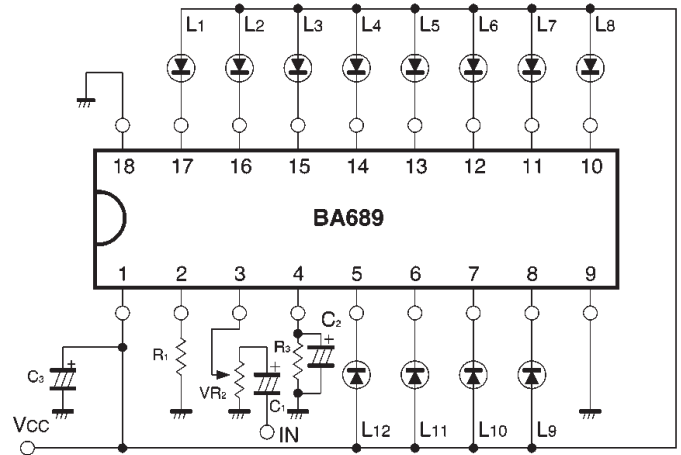 L1 L2 L3 L4 L5 L6 L7 L8
18 17 16 15 14 13 12 11 10
BA689
1 2 3 4 5 6 7 8 9
C2
R1 R3
C3 VR2 C1
VCC IN L12 L11 L10 L9
+ + +